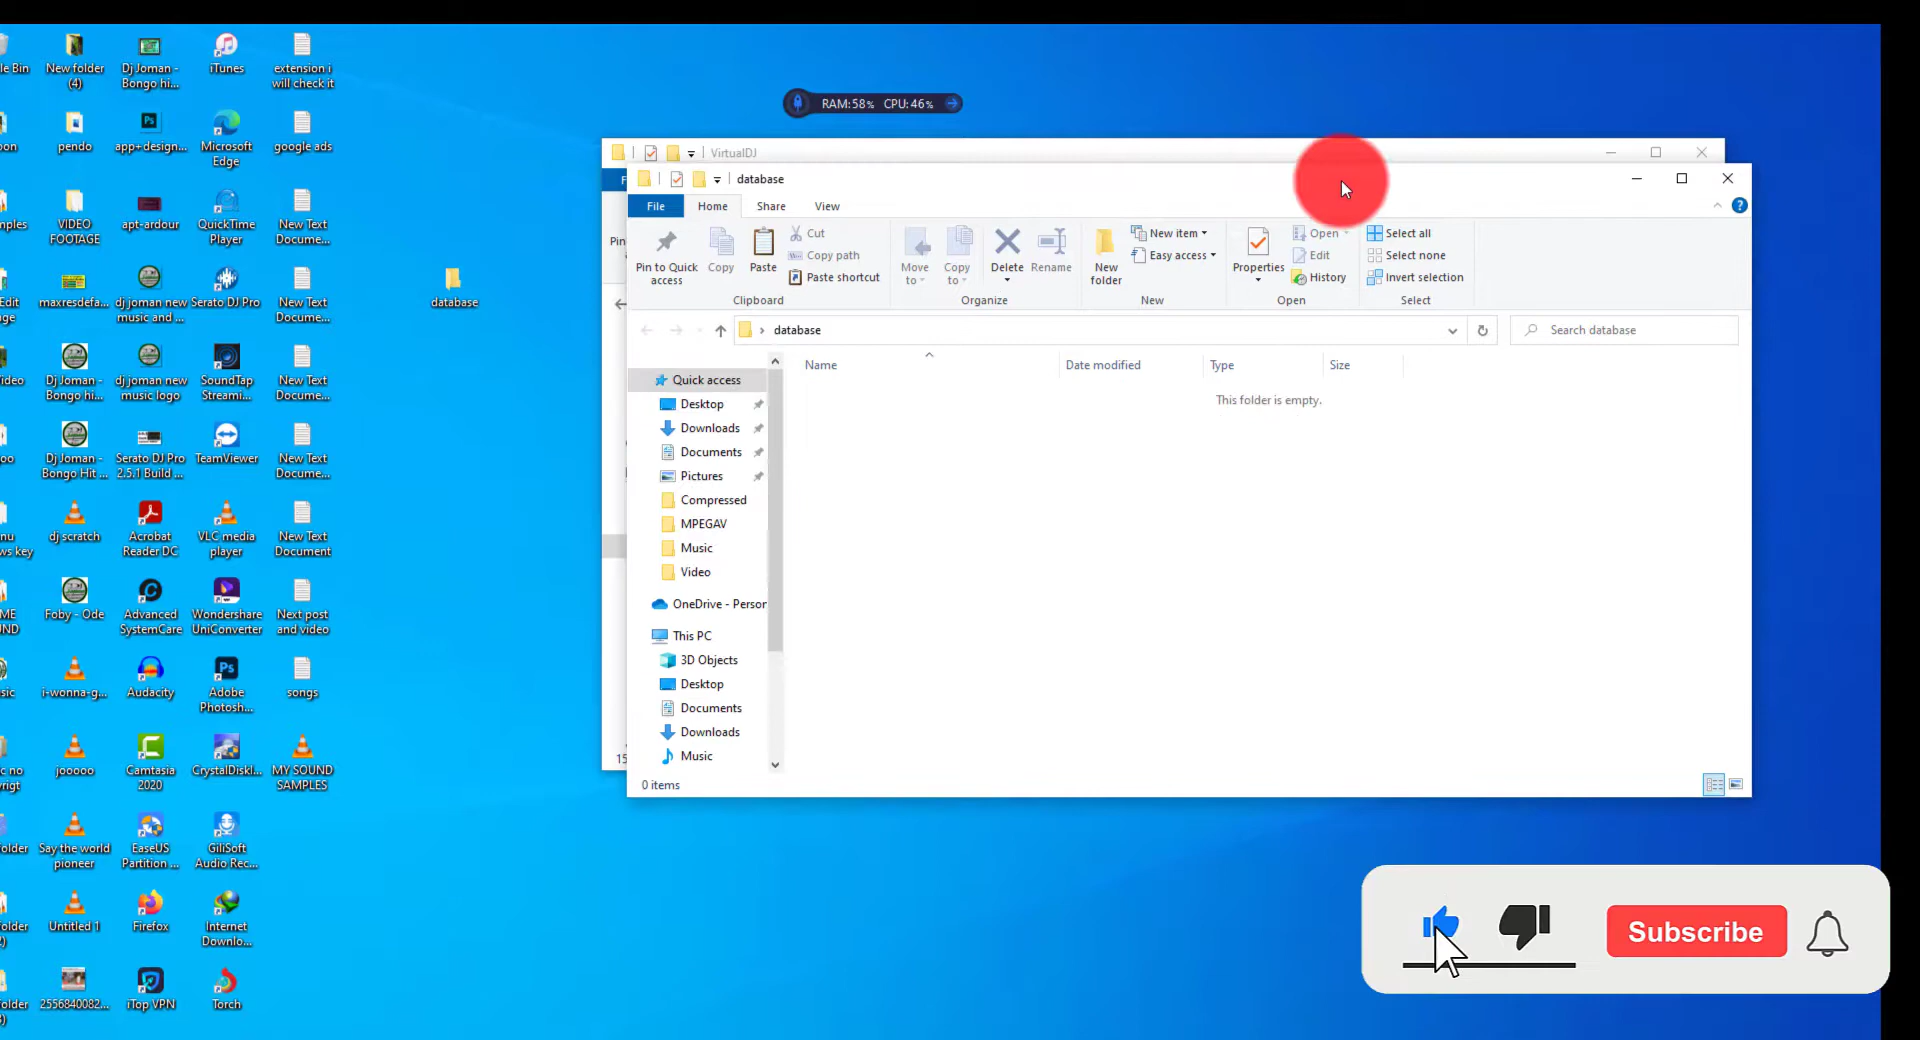 le Bin
New folder
(4)
Dj Joman -
Bongo hi...
iTunes
extension i
will check it
RAM:58% CPU:46%
pendo
app+design...
Microsoft
Edge
google ads
VirtualDJ
database
File
Home
Share
View
Pin to Quick
access
Copy
Paste
Cut
Copy path
Paste shortcut
Clipboard
Move
to
Copy
to
Delete
Rename
Organize
New
folder
New item
Easy access
New
Properties
Open
Edit
History
Open
Select all
Select none
Invert selection
Select
mples
VIDEO
FOOTAGE
apt-ardour
QuickTime
Player
New Text
Docume...
Edit
maxresdefa...
dj joman new
music and ...
Serato DJ Pro
New Text
Docume...
database
database
Search database
Name
Date modified
Type
Size
This folder is empty.
Quick access
Desktop
Downloads
Documents
Pictures
Compressed
MPEGAV
Music
Video
OneDrive - Person
This PC
3D Objects
Desktop
Documents
Downloads
Music
0 items
Dj Joman -
Bongo hi...
dj joman new
music logo
SoundTap
Streami...
New Text
Docume...
Dj Joman -
Bongo Hit ...
Serato DJ Pro
2.5.1 Build ...
TeamViewer
New Text
Docume...
ws key
dj scratch
Acrobat
Reader DC
VLC media
player
New Text
Document
Foby - Ode
Advanced
SystemCare
Wondershare
UniConverter
Next post
and video
i-wonna-g...
Audacity
Adobe
Photosh...
songs
jooooo
Camtasia
2020
CrystalDiskI...
MY SOUND
SAMPLES
Say the world
pioneer
EaseUS
Partition ...
GiliSoft
Audio Rec...
Untitled 1
Firefox
Internet
Downlo...
2556840082...
iTop VPN
Torch
Subscribe